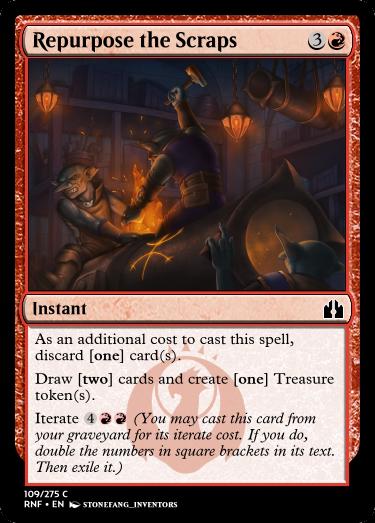 Repurpose the Scraps 3
Instant
As an additional cost to cast this spell,
discard [one] card(s).
Draw [two] cards and create [one] Treasure
token(s).
Iterate 4 (You may cast this card from
your graveyard for its iterate cost. If you do,
double the numbers in square brackets in its text.
Then exile it.)
109/275 C
RNF • EN STONEFANG_INVENTORS